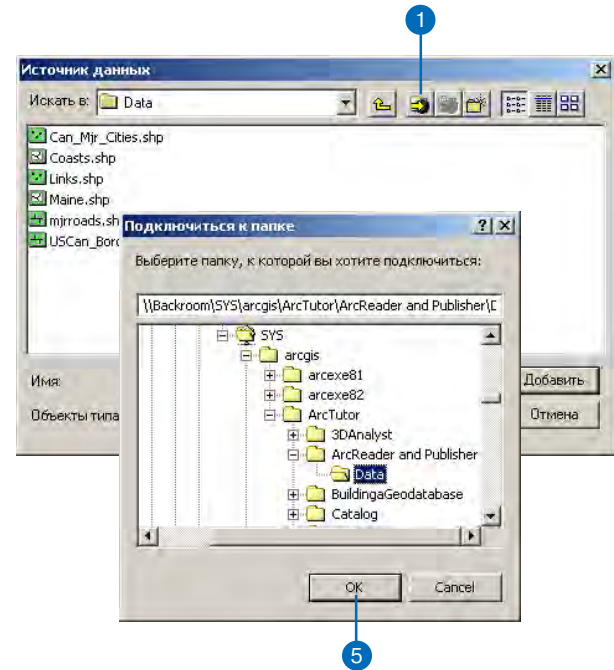 1
Источник данных
Искать в: Data
Can_Mjr_Cities.shp
Coasts.shp
Links.shp
Maine.shp
mjrroads.sh
USCan_Bord
Подключиться к папке
Выберите папку, к которой вы хотите подключиться:
\\Backroom\SYS\arcgis\ArcTutor\ArcReader and Publisher\D
SYS
arcgis
arcexe81
arcexe82
ArcTutor
3DAnalyst
ArcReader and Publisher
Data
BuildingaGeodatabase
Catalog
Имя:
Добавить
Объекты типа
Отмена
OK
Cancel
5